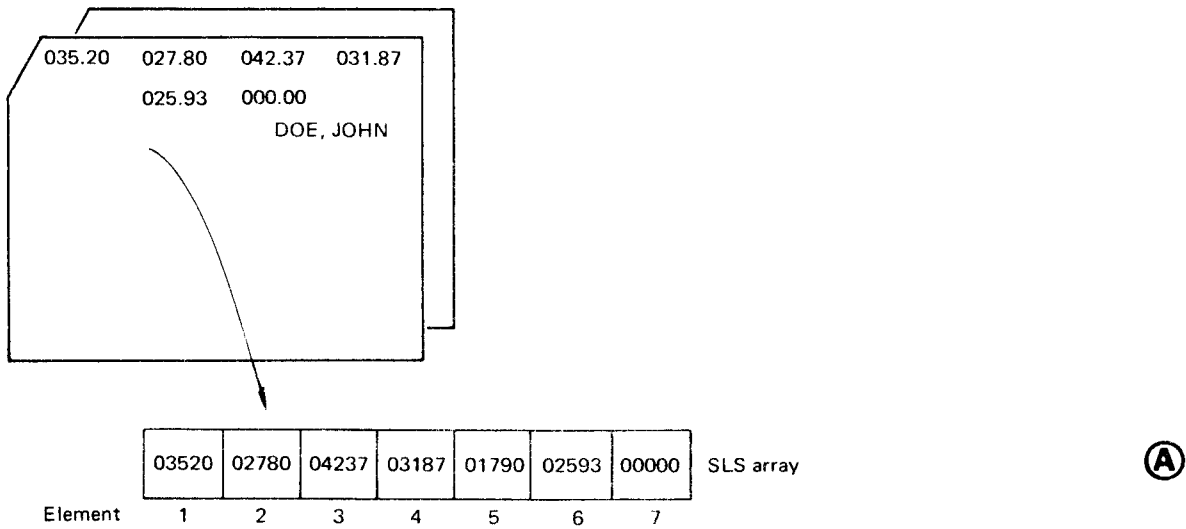 035.20 027.80 042.37 031.87
025.93 000.00
DOE, JOHN
03520 02780 04237 03187 01790 02593 00000 SLS array
A
Element 1 2 3 4 5 6 7